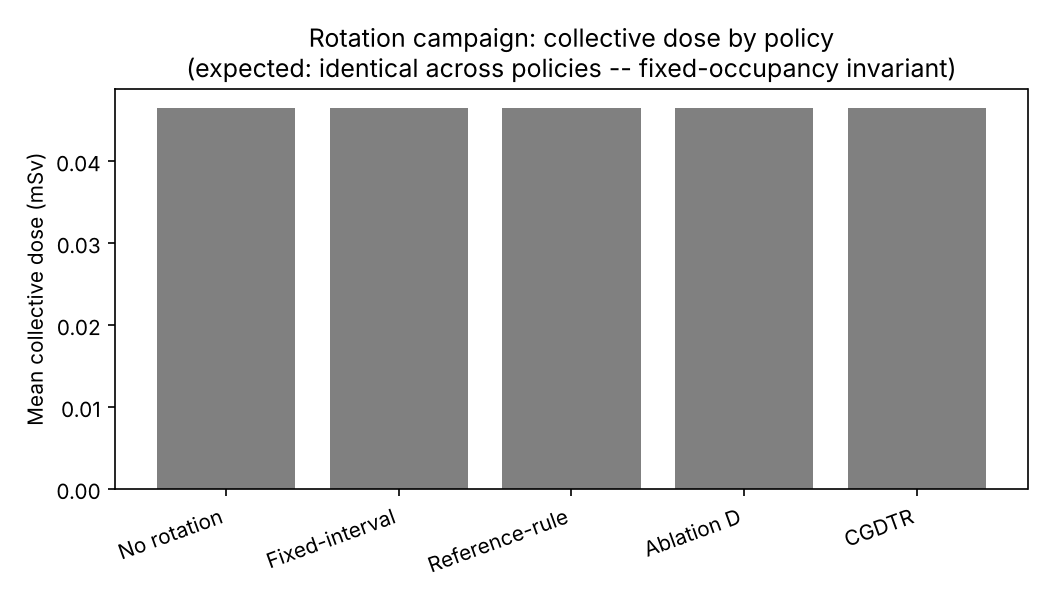 Rotation campaign: collective dose by policy
(expected: identical across policies -- fixed-occupancy invariant)
Mean collective dose (mSv)
0.04
0.03
0.02
0.01
0.00
No rotation
Fixed-interval
Reference-rule
Ablation D
CGDTR